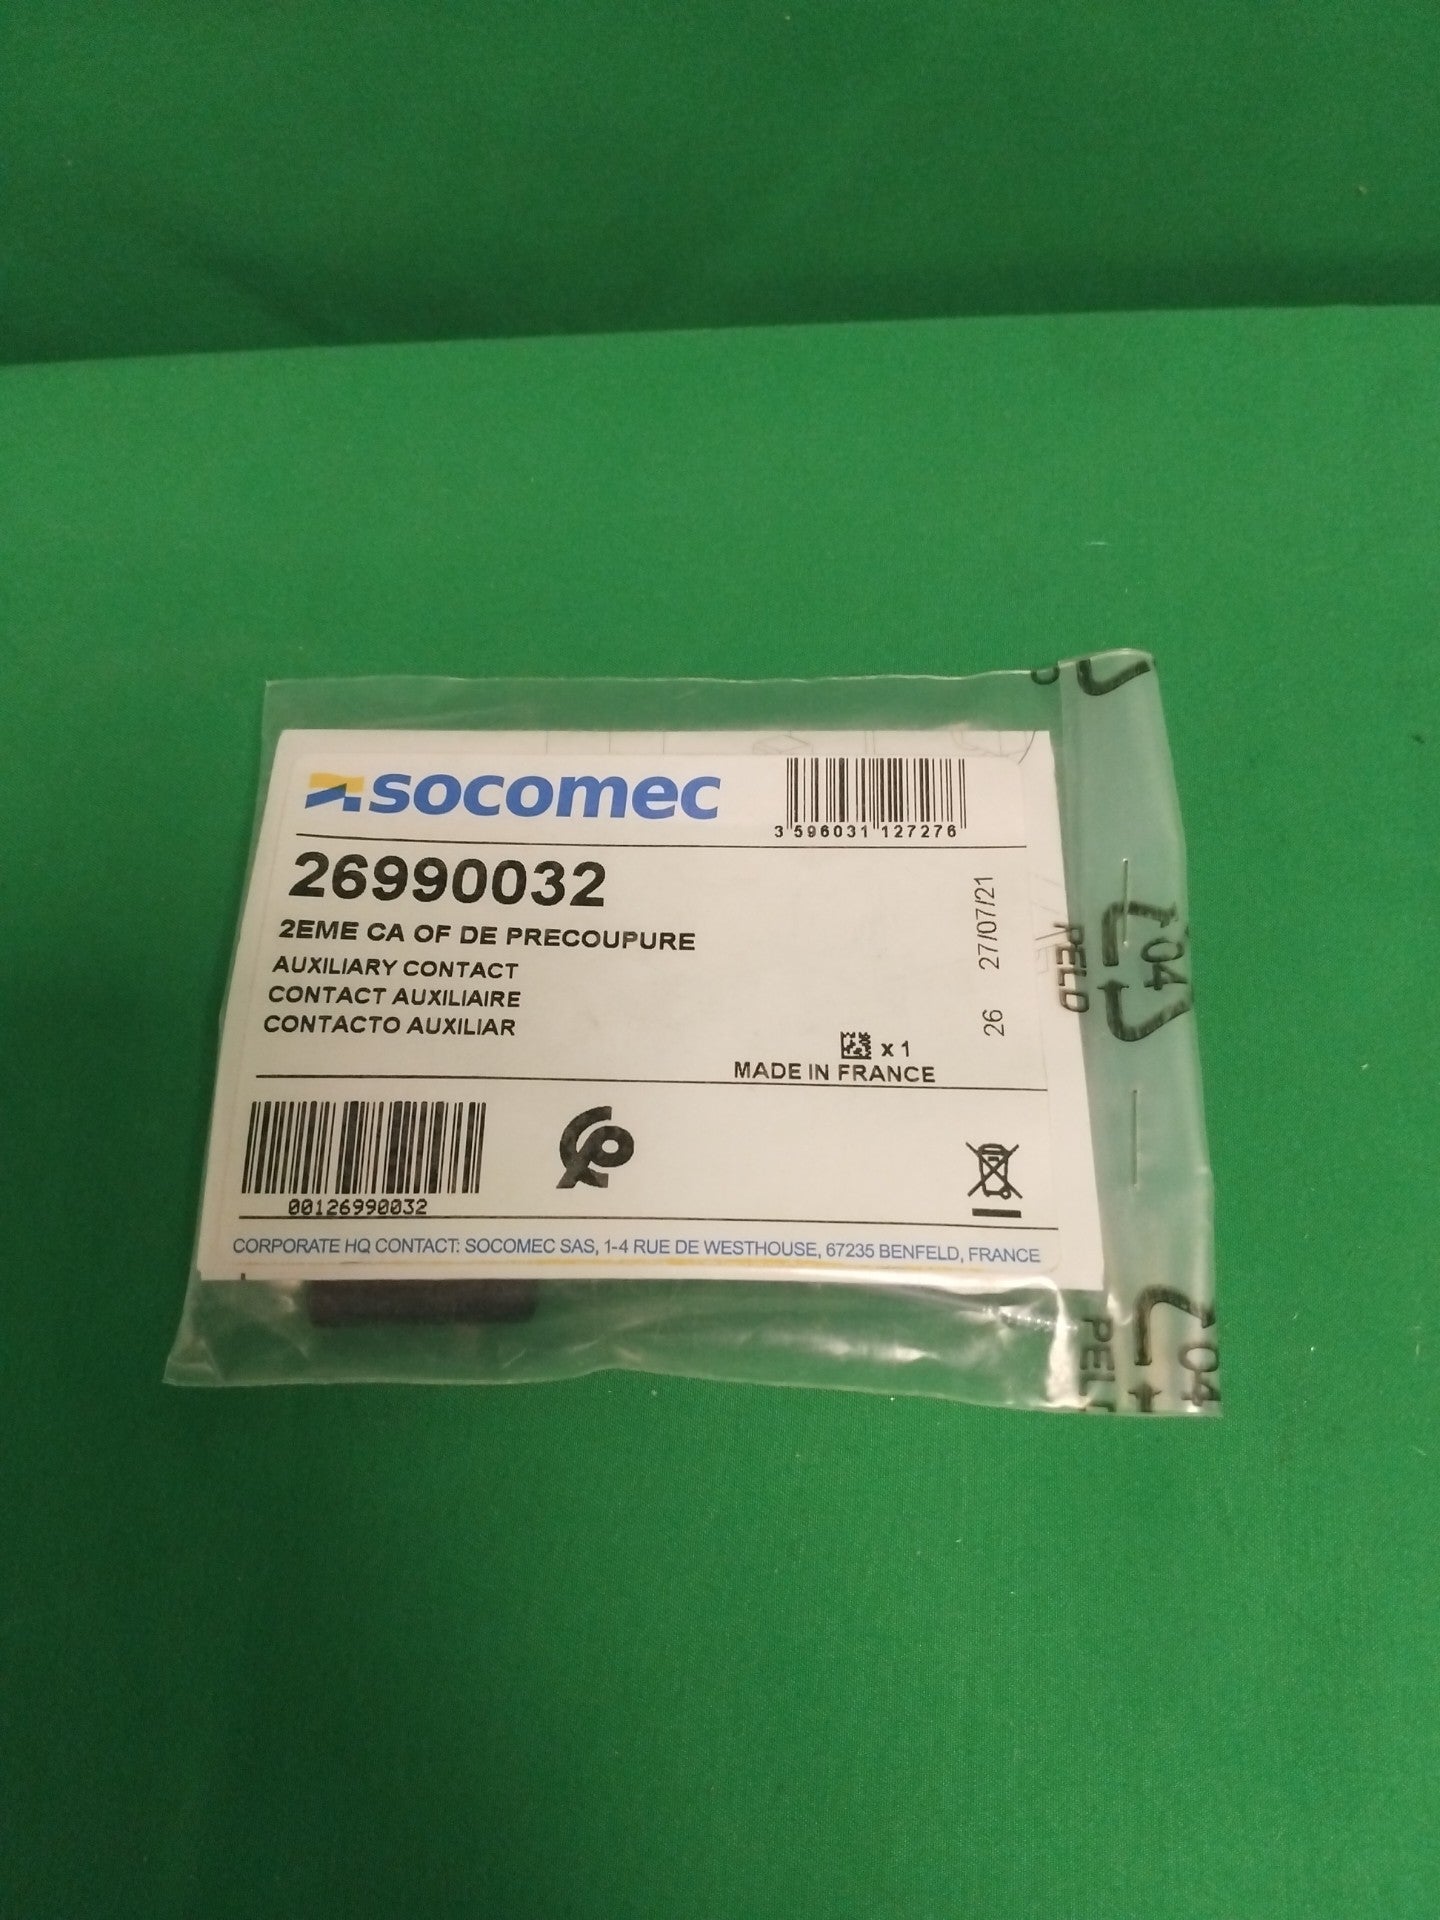 socomec
3 596031 127276
26990032
2EME CA OF DE PRECOUPURE
AUXILIARY CONTACT
CONTACT AUXILIAIRE
CONTACTO AUXILIAR
26 27/07/21
x 1
MADE IN FRANCE
00126990032
CORPORATE HQ CONTACT: SOCOMEC SAS, 1-4 RUE DE WESTHOUSE, 67235 BENFELD, FRANCE
04
PELD
04
PEL